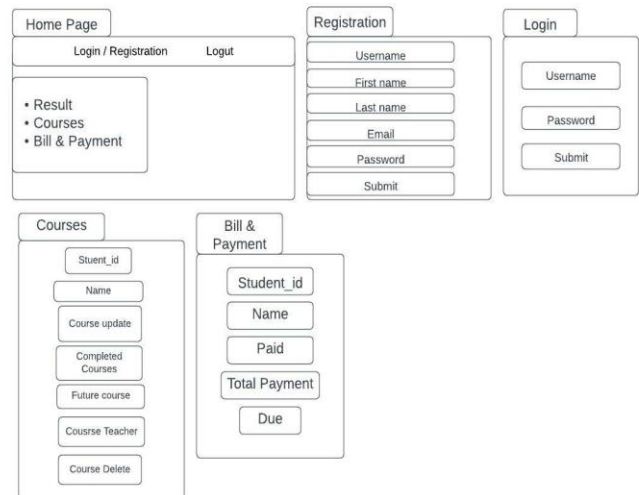 Home Page
Login / Registration Logut
• Result
• Courses
• Bill & Payment
Registration
Username
First name
Last name
Email
Password
Submit
Login
Username
Password
Submit
Courses
Stuent_id
Name
Course update
Completed
Courses
Future course
Cousrse Teacher
Course Delete
Bill &
Payment
Student_id
Name
Paid
Total Payment
Due